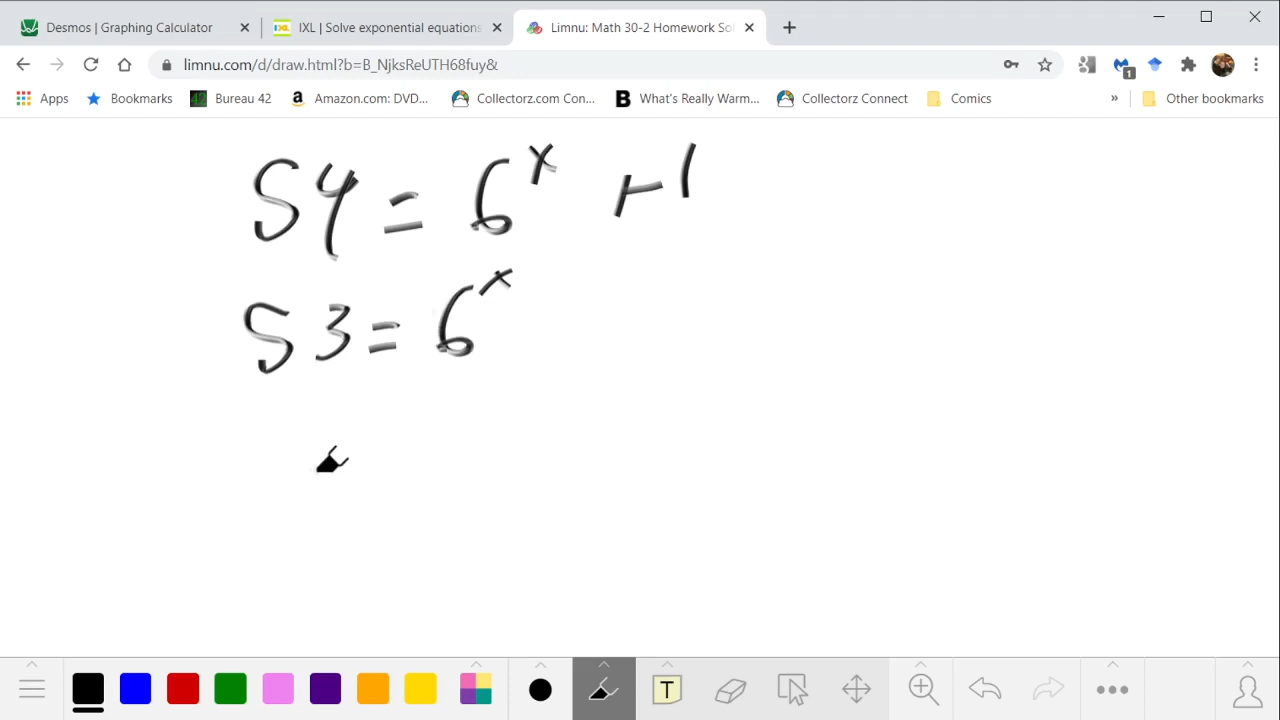 Desmos | Graphing Calculator
IXL | Solve exponential equations
Limnu: Math 30-2 Homework Sol
limnu.com/d/draw.html?b=B_NjksReUTH68fuy&
1
Apps Bookmarks Bureau 42 Amazon.com: DVD... Collectorz.com Con... What's Really Warm... Collectorz Connect Comics » Other bookmarks
54 = 6^x + 1
53 = 6^x
T